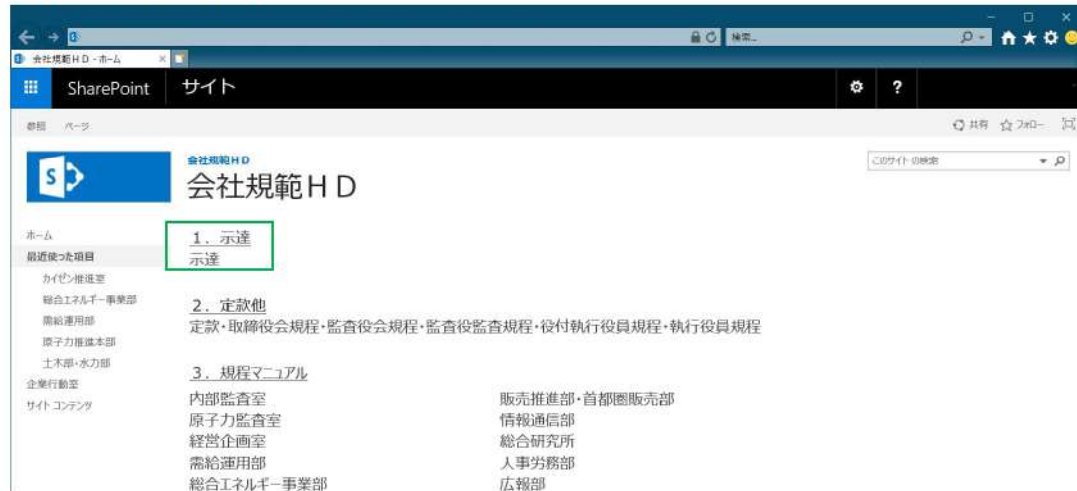 検索...
会社規範HD - ホーム
SharePoint サイト
参照 ページ
共有 フォロー
会社規範HD
会社規範HD
このサイトの検索
ホーム
最近使った項目
カイゼン推進室
総合エネルギー事業部
需給運用部
原子力推進本部
土木部・水力部
企業行動室
サイト コンテンツ
1. 示達
示達
2. 定款他
定款・取締役会規程・監査役会規程・監査役監査規程・役付執行役員規程・執行役員規程
3. 規程マニュアル
内部監査室 販売推進部・首都圏販売部
原子力監査室 情報通信部
経営企画室 総合研究所
需給運用部 人事労務部
総合エネルギー事業部 広報部